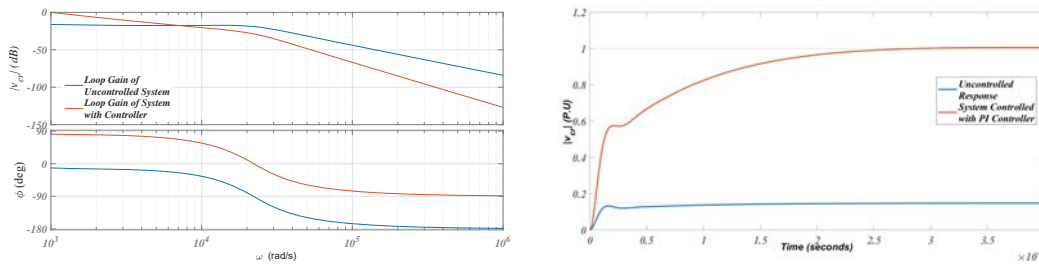 0
-50
-100
-150
|v_cr| (dB)
Loop Gain of
Uncontrolled System
Loop Gain of System
with Controller
90
0
-90
-180
ϕ (deg)
10^3
10^4
10^5
10^6
ω (rad/s)
1.2
1
0.8
0.6
0.4
0.2
0
|v_cr| (P.U)
Uncontrolled
Response
System Controlled
with PI Controller
0
0.5
1
1.5
2
2.5
3
3.5
Time (seconds)